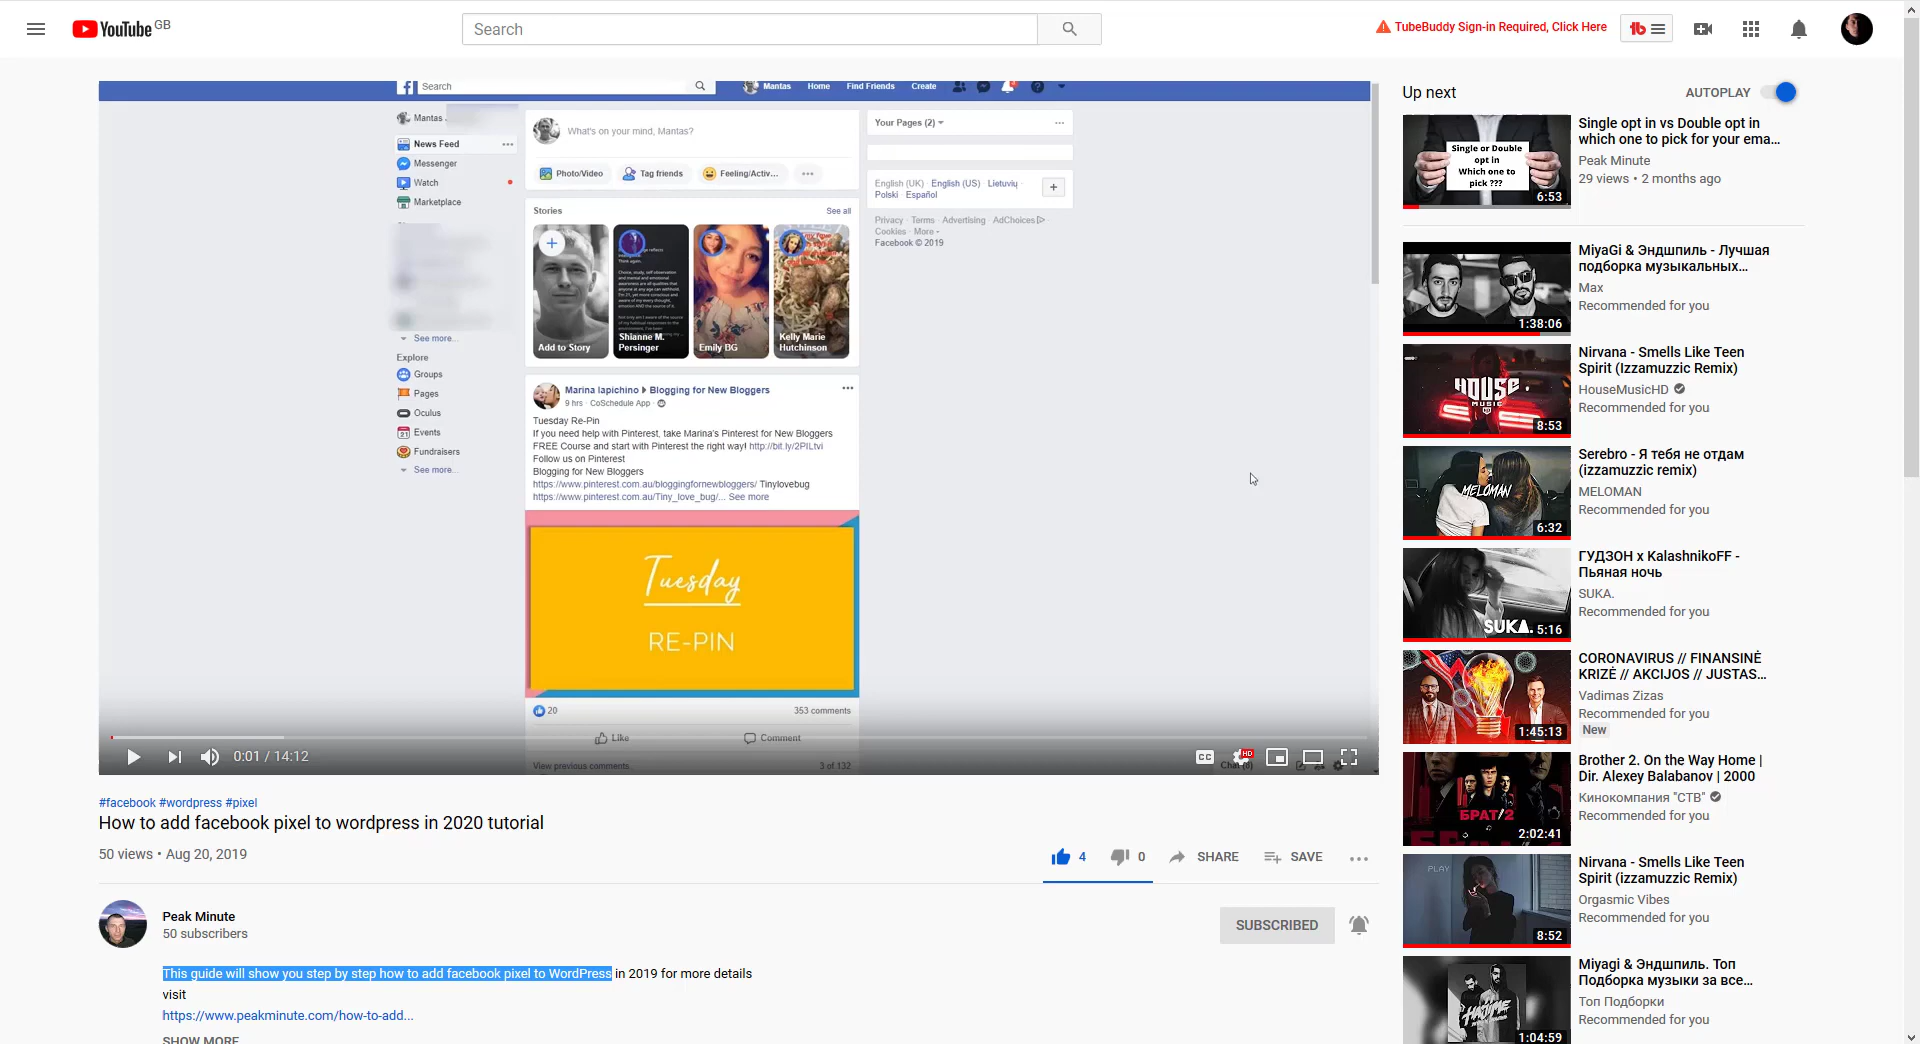 YouTube GB
Search
TubeBuddy Sign-in Required, Click Here
Search
Mantas
Home
Find Friends
Create
Mantas
News Feed
Messenger
Watch
Marketplace
See more...
Explore
Groups
Pages
Oculus
Events
Fundraisers
See more...
What's on your mind, Mantas?
Photo/Video
Tag friends
Feeling/Activ...
Stories
See all
Add to Story
Shianne M.
Persinger
Emily BG
Kelly Marie
Hutchinson
Marina Iapichino Blogging for New Bloggers
9 hrs · CoSchedule App ·
Tuesday Re-Pin
If you need help with Pinterest, take Marina's Pinterest for New Bloggers
FREE Course and start with Pinterest the right way! http://bit.ly/2PILtvi
Follow us on Pinterest
Blogging for New Bloggers
https://www.pinterest.com.au/bloggingfornewbloggers/ Tinylovebug
https://www.pinterest.com.au/Tiny_love_bug/... See more
Tuesday
RE-PIN
20
353 comments
Like
Comment
View previous comments
3 of 132
Your Pages (2)
English (UK) · English (US) · Lietuvių ·
Polski · Español
Privacy · Terms · Advertising · AdChoices ·
Cookies · More
Facebook © 2019
0:01 / 14:12
CC
HD
#facebook #wordpress #pixel
How to add facebook pixel to wordpress in 2020 tutorial
50 views • Aug 20, 2019
4
0
SHARE
SAVE
Peak Minute
50 subscribers
SUBSCRIBED
This guide will show you step by step how to add facebook pixel to WordPress in 2019 for more details
visit
https://www.peakminute.com/how-to-add...
SHOW MORE
Up next
AUTOPLAY
Single or Double
opt in
Which one to
pick ???
6:53
Single opt in vs Double opt in
which one to pick for your ema...
Peak Minute
29 views • 2 months ago
1:38:06
MiyaGi & Эндшпиль - Лучшая
подборка музыкальных...
Max
Recommended for you
HOUSE
MUSIC
8:53
Nirvana - Smells Like Teen
Spirit (Izzamuzzic Remix)
HouseMusicHD
Recommended for you
MELOMAN
6:32
Serebro - Я тебя не отдам
(izzamuzzic remix)
MELOMAN
Recommended for you
SUKA.
5:16
ГУДЗОН x KalashnikoFF -
Пьяная ночь
SUKA.
Recommended for you
1:45:13
CORONAVIRUS // FINANSINĖ
KRIZĖ // AKCIJOS // JUSTAS...
Vadimas Zizas
Recommended for you
New
БРАТ/2
2:02:41
Brother 2. On the Way Home |
Dir. Alexey Balabanov | 2000
Кинокомпания "СТВ"
Recommended for you
PLAY
8:52
Nirvana - Smells Like Teen
Spirit (izzamuzzic Remix)
Orgasmic Vibes
Recommended for you
HAJIME
1:04:59
Miyagi & Эндшпиль. Топ
Подборка музыки за все...
Топ Подборки
Recommended for you